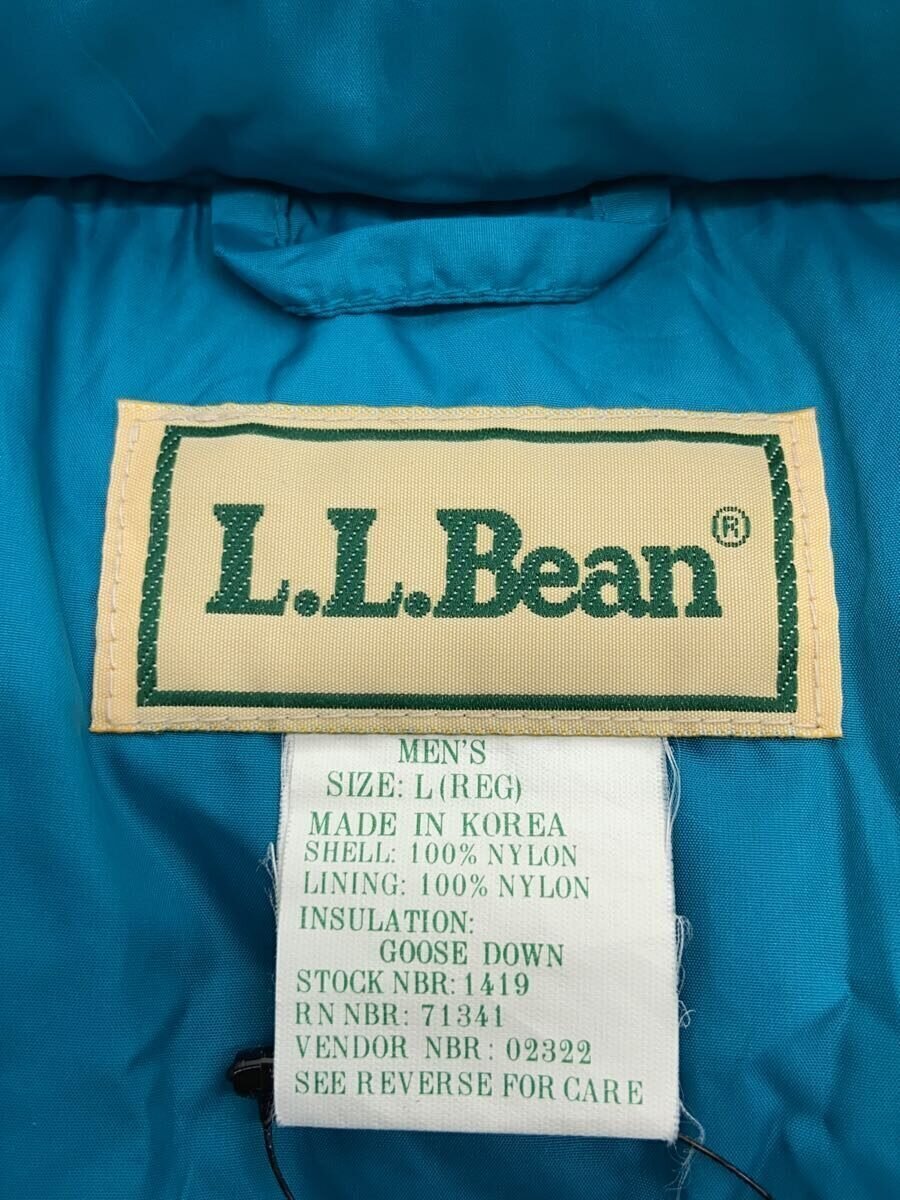 L.L.Bean®
MEN'S
SIZE: L (REG)
MADE IN KOREA
SHELL: 100% NYLON
LINING: 100% NYLON
INSULATION:
GOOSE DOWN
STOCK NBR: 1419
RN NBR: 71341
VENDOR NBR: 02322
SEE REVERSE FOR CARE